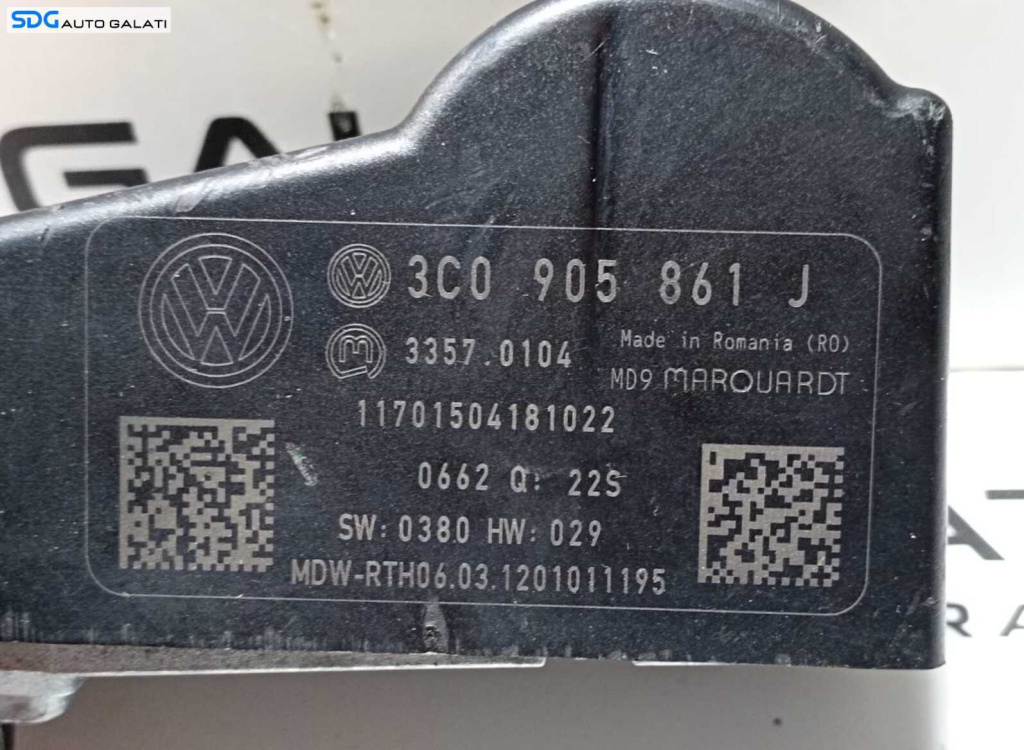 SDG AUTO GALATI
GAL
3C0 905 861 J
3357.0104
Made in Romania (RO)
MD9 MARQUARDT
11701504181022
0662 Q: 22S
SW: 0380 HW: 029
MDW-RTH06.03.1201011195